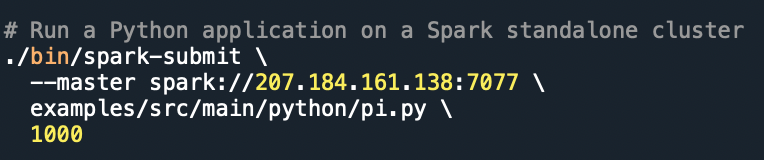 # Run a Python application on a Spark standalone cluster
./bin/spark-submit \
  --master spark://207.184.161.138:7077 \
  examples/src/main/python/pi.py \
  1000